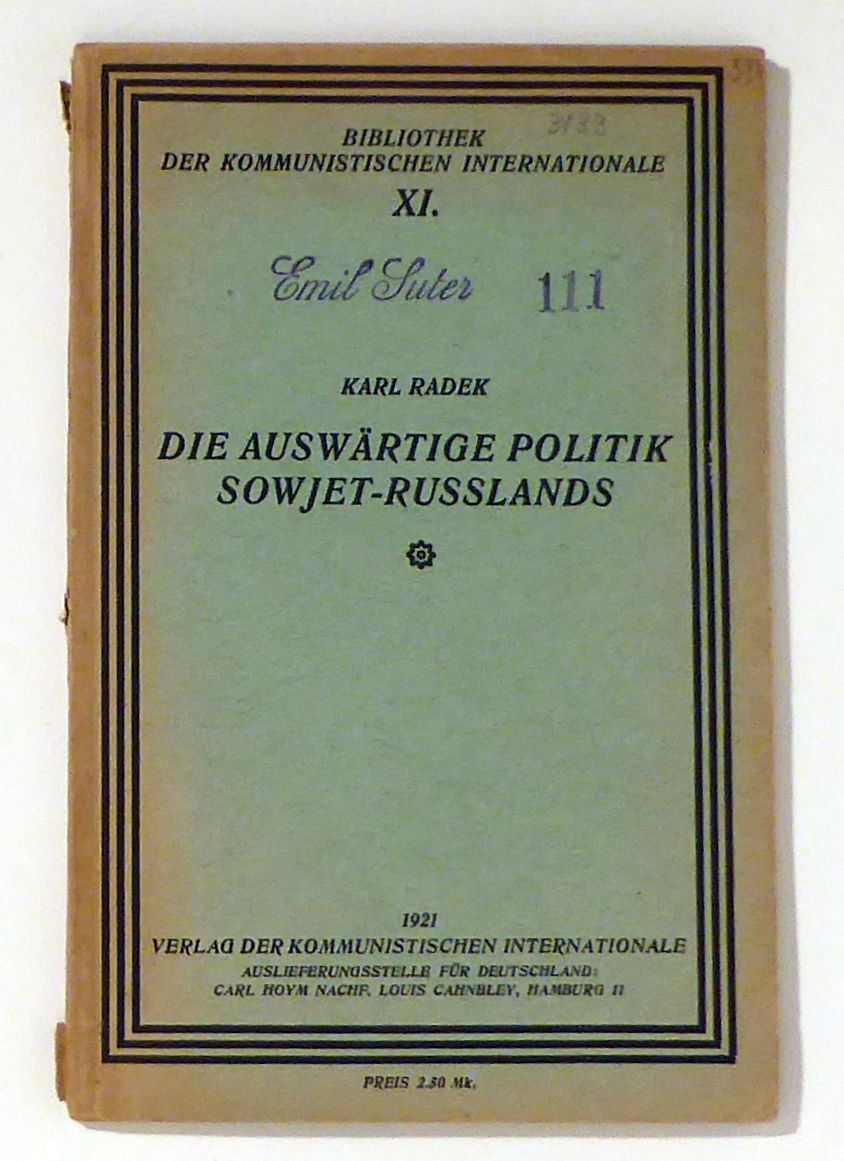 3133
BIBLIOTHEK
DER KOMMUNISTISCHEN INTERNATIONALE
XI.
Emil Suter 111
KARL RADEK
DIE AUSWÄRTIGE POLITIK
SOWJET-RUSSLANDS
1921
VERLAG DER KOMMUNISTISCHEN INTERNATIONALE
AUSLIEFERUNGSSTELLE FÜR DEUTSCHLAND:
CARL HOYM NACHF. LOUIS CAHNBLEY, HAMBURG 11
PREIS 2.50 Mk.